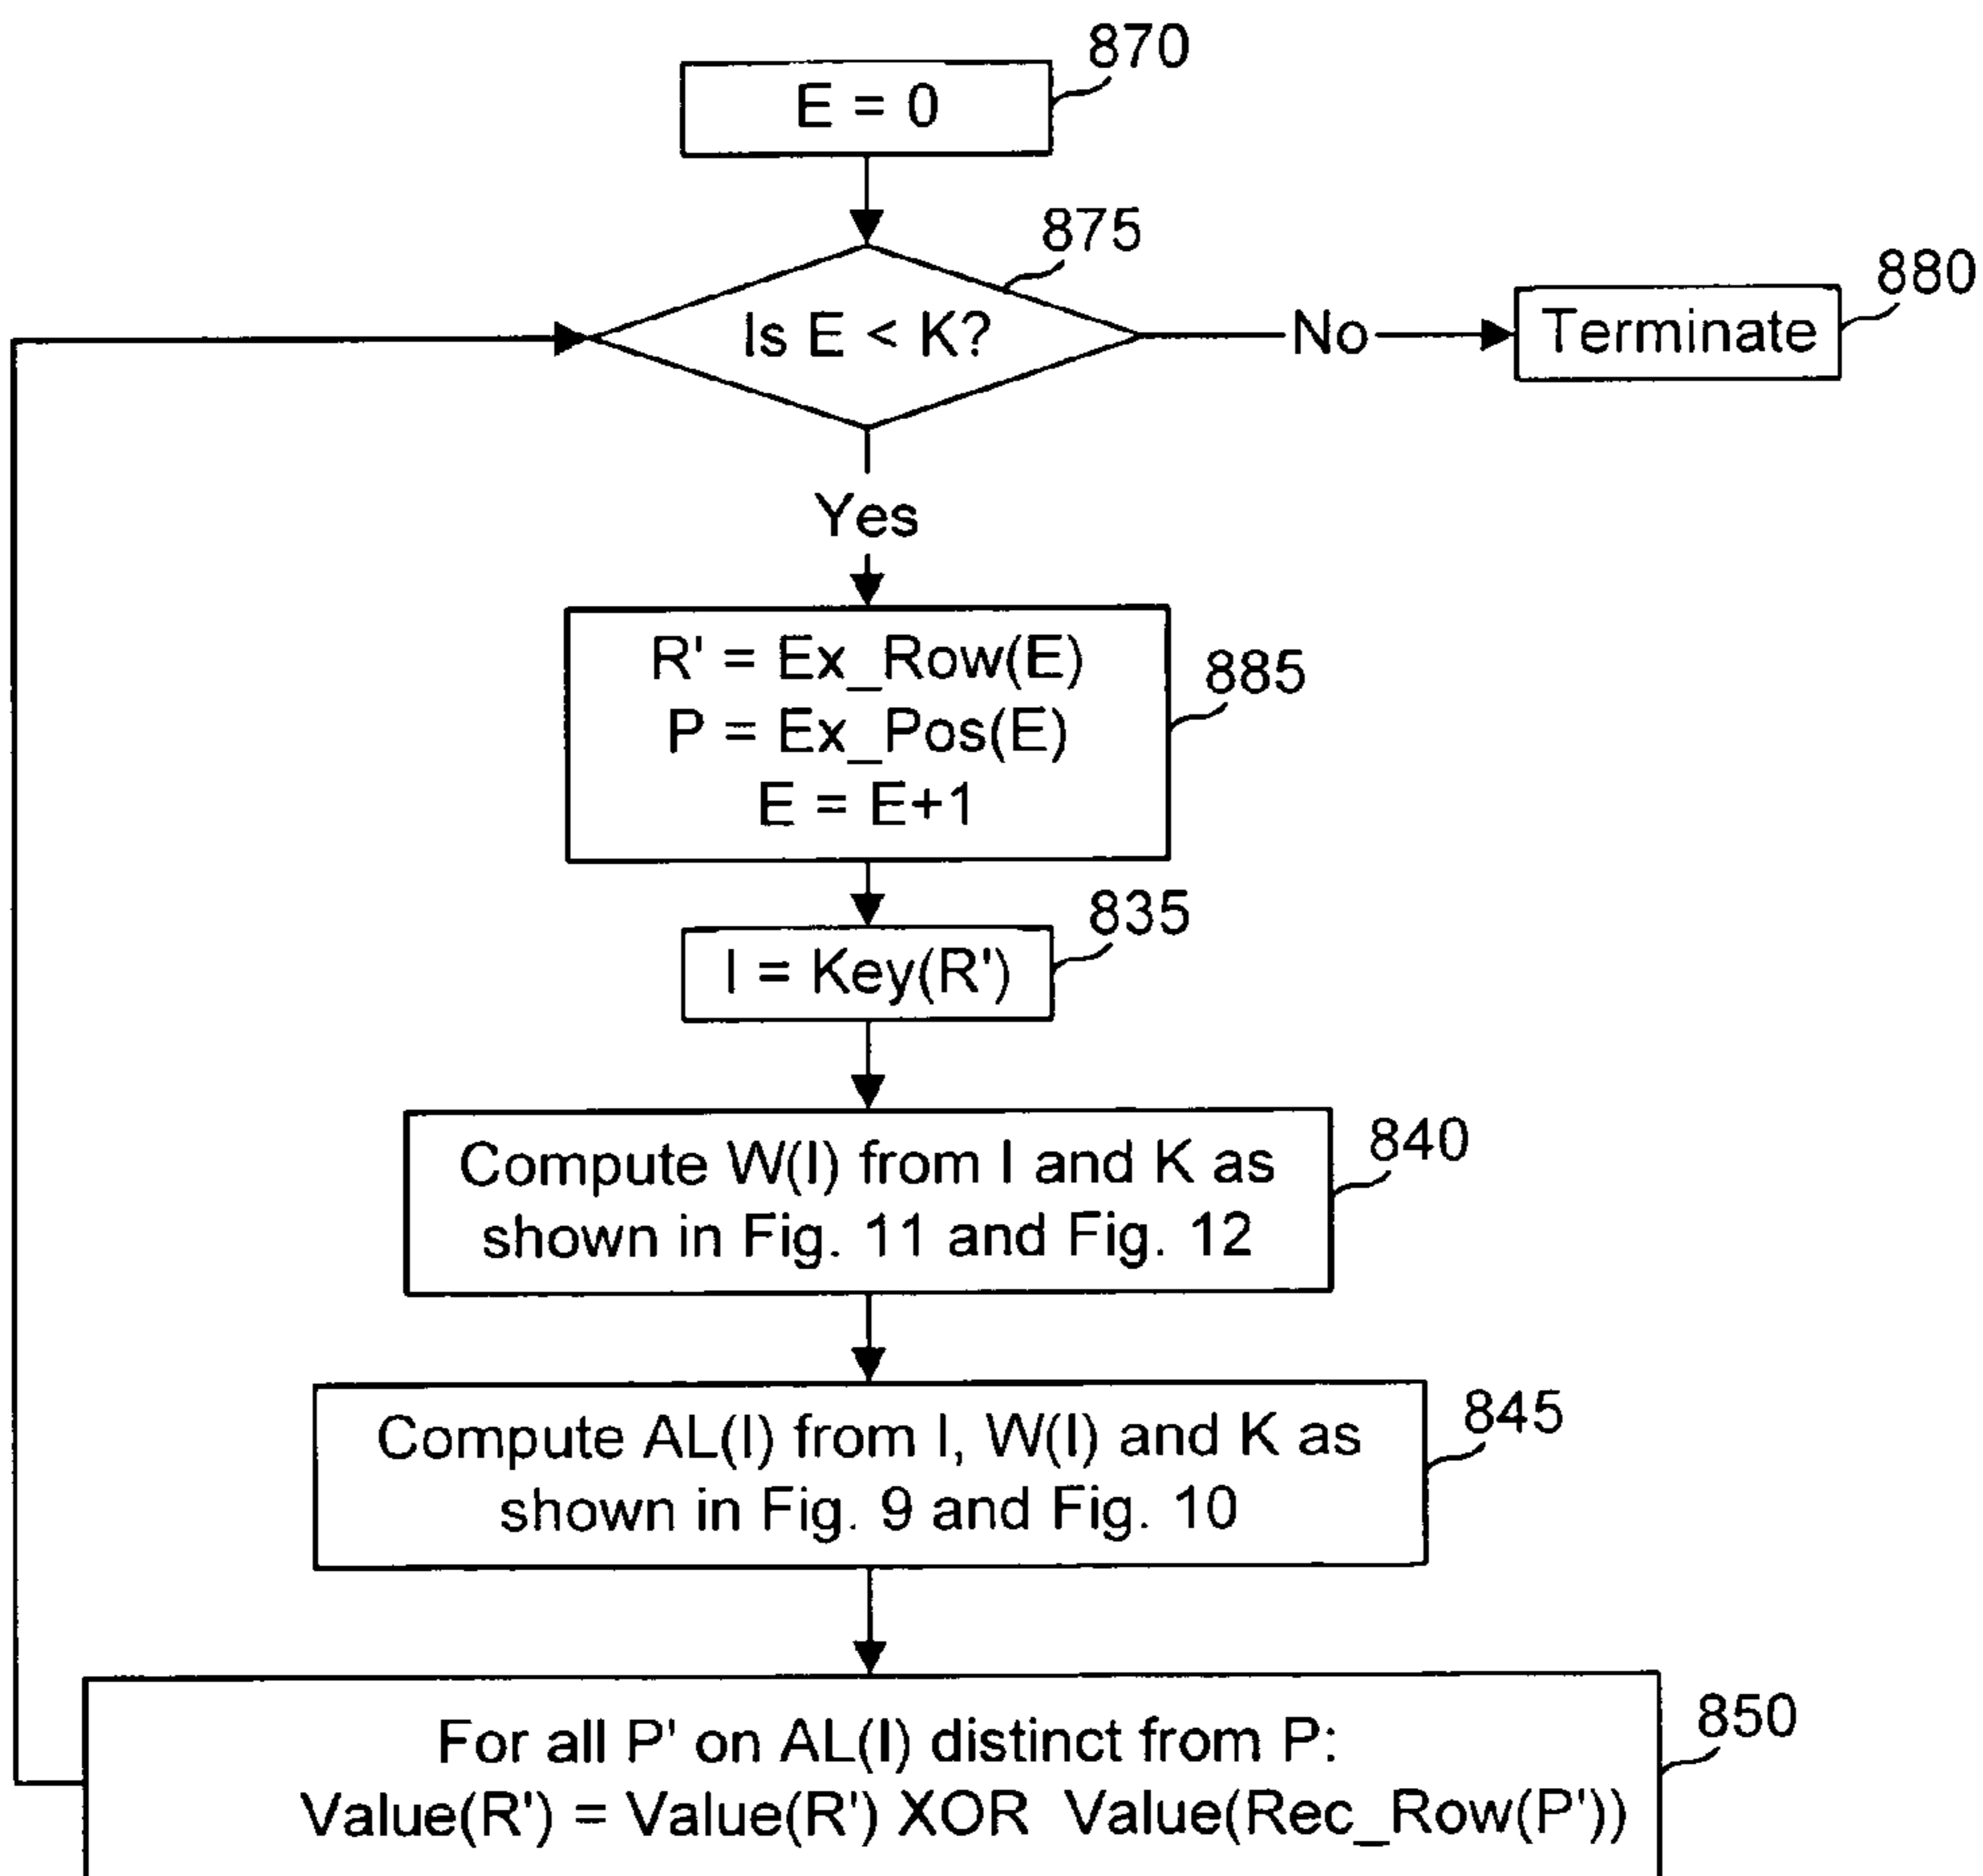 870
E = 0
875
Is E < K?
No
880
Terminate
Yes
R' = Ex_Row(E)
P = Ex_Pos(E)
E = E+1
885
835
I = Key(R')
840
Compute W(I) from I and K as
shown in Fig. 11 and Fig. 12
845
Compute AL(I) from I, W(I) and K as
shown in Fig. 9 and Fig. 10
850
For all P' on AL(I) distinct from P:
Value(R') = Value(R') XOR Value(Rec_Row(P'))